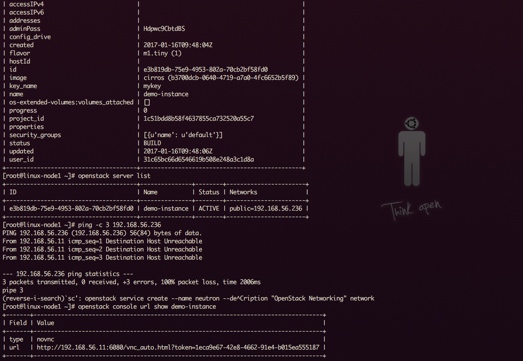 | accessIPv4 | |
| accessIPv6 | |
| addresses | |
| adminPass | Hdpwc9CbtdBS |
| config_drive | |
| created | 2017-01-16T09:48:04Z |
| flavor | m1.tiny (1) |
| hostId | |
| id | e3b819db-75e9-4953-802a-70cb2bf58fd0 |
| image | cirros (b3700dcb-0640-4719-a7a0-4fc6652b5f89) |
| key_name | mykey |
| name | demo-instance |
| os-extended-volumes:volumes_attached | [] |
| progress | 0 |
| project_id | 1c51bdd8b58f4637855ca732520a55c7 |
| properties | |
| security_groups | [{u'name': u'default'}] |
| status | BUILD |
| updated | 2017-01-16T09:48:06Z |
| user_id | 31c65bc66d6546619b508e248a3c1d8a |
[root@linux-node1 ~]# openstack server list
| ID | Name | Status | Networks |
| e3b819db-75e9-4953-802a-70cb2bf58fd0 | demo-instance | ACTIVE | public=192.168.56.236 |
[root@linux-node1 ~]# ping -c 3 192.168.56.236
PING 192.168.56.236 (192.168.56.236) 56(84) bytes of data.
From 192.168.56.11 icmp_seq=1 Destination Host Unreachable
From 192.168.56.11 icmp_seq=2 Destination Host Unreachable
From 192.168.56.11 icmp_seq=3 Destination Host Unreachable
--- 192.168.56.236 ping statistics ---
3 packets transmitted, 0 received, +3 errors, 100% packet loss, time 2006ms
pipe 3
(reverse-i-search)`sc': openstack service create --name neutron --de^Cription "OpenStack Networking" network
[root@linux-node1 ~]# openstack console url show demo-instance
| Field | Value |
| type | novnc |
| url | http://192.168.56.11:6080/vnc_auto.html?token=1eca9e67-42e8-4662-91e4-b015ea555187 |
Think open